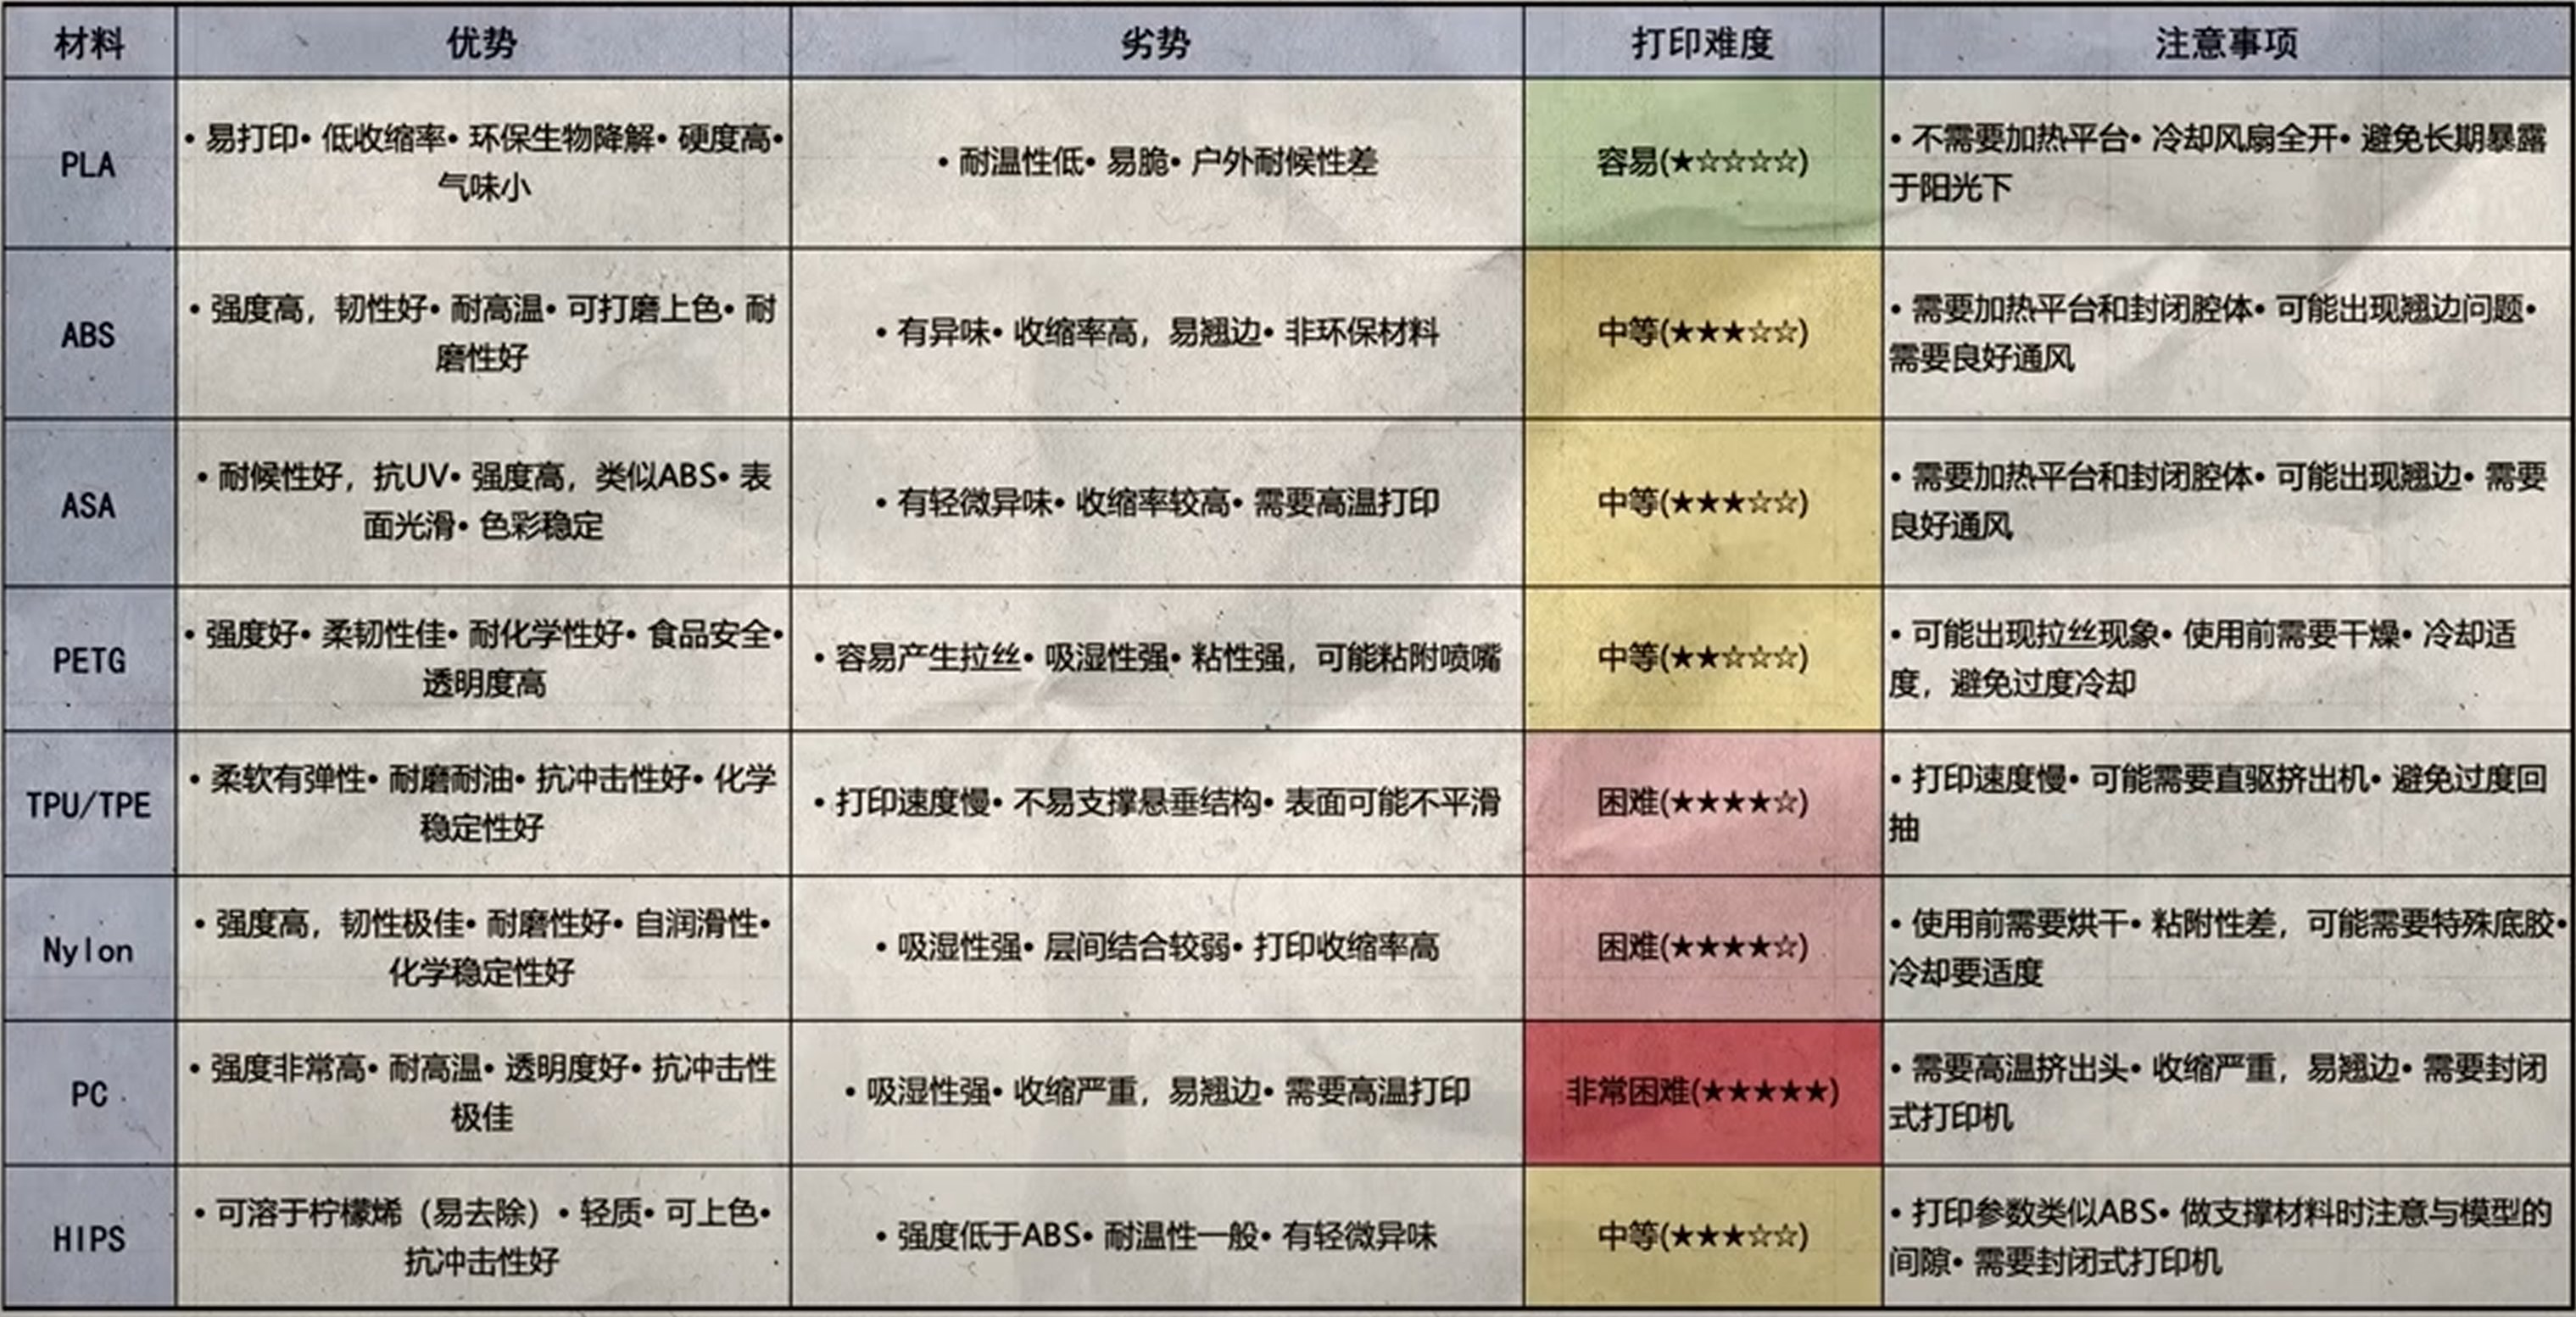 材料 优势 劣势 打印难度 注意事项
PLA
• 易打印• 低收缩率• 环保生物降解• 硬度高•
气味小
• 耐温性低• 易脆• 户外耐候性差
容易(★☆☆☆☆)
• 不需要加热平台• 冷却风扇全开• 避免长期暴露
于阳光下
ABS
• 强度高，韧性好• 耐高温• 可打磨上色• 耐
磨性好
• 有异味• 收缩率高，易翘边• 非环保材料
中等(★★★☆☆)
• 需要加热平台和封闭腔体• 可能出现翘边问题•
需要良好通风
ASA
• 耐候性好，抗UV• 强度高，类似ABS• 表
面光滑• 色彩稳定
• 有轻微异味• 收缩率较高• 需要高温打印
中等(★★★☆☆)
• 需要加热平台和封闭腔体• 可能出现翘边• 需要
良好通风
PETG
• 强度好• 柔韧性佳• 耐化学性好• 食品安全•
透明度高
• 容易产生拉丝• 吸湿性强• 粘性强，可能粘附喷嘴
中等(★★☆☆☆)
• 可能出现拉丝现象• 使用前需要干燥• 冷却适
度，避免过度冷却
TPU/TPE
• 柔软有弹性• 耐磨耐油• 抗冲击性好• 化学
稳定性好
• 打印速度慢• 不易支撑悬垂结构• 表面可能不平滑
困难(★★★★☆)
• 打印速度慢• 可能需要直驱挤出机• 避免过度回
抽
Nylon
• 强度高，韧性极佳• 耐磨性好• 自润滑性•
化学稳定性好
• 吸湿性强• 层间结合较弱• 打印收缩率高
困难(★★★★☆)
• 使用前需要烘干• 粘附性差，可能需要特殊底胶•
冷却要适度
PC
• 强度非常高• 耐高温• 透明度好• 抗冲击性
极佳
• 吸湿性强• 收缩严重，易翘边• 需要高温打印
非常困难(★★★★★)
• 需要高温挤出头• 收缩严重，易翘边• 需要封闭
式打印机
HIPS
• 可溶于柠檬烯（易去除）• 轻质• 可上色•
抗冲击性好
• 强度低于ABS• 耐温性一般• 有轻微异味
中等(★★★☆☆)
• 打印参数类似ABS• 做支撑材料时注意与模型的
间隙• 需要封闭式打印机